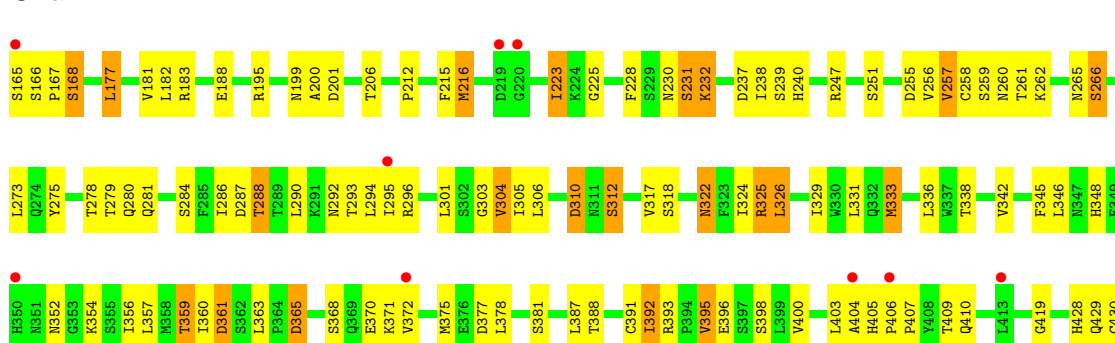 S165 S166 P167 S168 L177 V181 L182 R183 E188 R195 N199 A200 D201 T206 P212 F215 M216 D219 G220 I223 K224 G225 F228 S229 N230 S231 K232 D237 I238 S239 H240 R247 S251 D255 V256 V257 C258 S259 N260 T261 K262 N265 S266
L273 Q274 Y275 T278 T279 Q280 Q281 S284 F285 I286 D287 T288 T289 L290 K291 N292 T293 L294 I295 R296 L301 S302 G303 V304 I305 L306 D310 N311 S312 V317 S318 N322 F323 I324 R325 L326 I329 W330 L331 Q332 M333 L336 W337 T338 V342 F345 L346 N347 H348
H350 N351 N352 G353 K354 S355 I356 L357 M358 T359 I360 D361 S362 L363 P364 D365 S368 Q369 E370 K371 V372 M375 E376 D377 L378 S381 L387 T388 C391 I392 R393 P394 V395 E396 S397 S398 L399 V400 L403 A404 H405 P406 P407 Y408 T409 Q410 L413 G419 H428 Q429